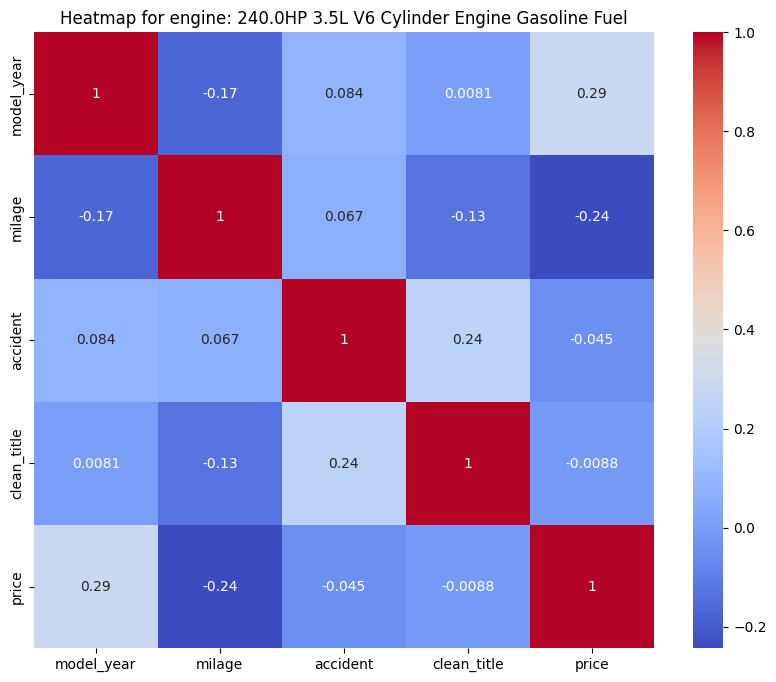 Heatmap for engine: 240.0HP 3.5L V6 Cylinder Engine Gasoline Fuel
model_year 1 -0.17 0.084 0.0081 0.29
milage -0.17 1 0.067 -0.13 -0.24
accident 0.084 0.067 1 0.24 -0.045
clean_title 0.0081 -0.13 0.24 1 -0.0088
price 0.29 -0.24 -0.045 -0.0088 1
model_year milage accident clean_title price
1.0
0.8
0.6
0.4
0.2
0.0
−0.2